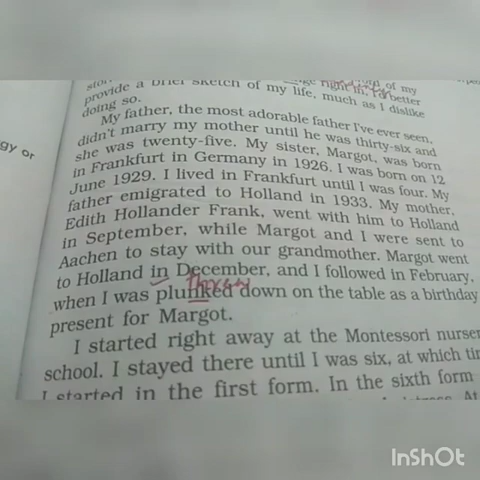 provide a brief sketch of my life, much as I dislike
doing so.
My father, the most adorable father I've ever seen,
didn't marry my mother until he was thirty-six and
she was twenty-five. My sister, Margot, was born
in Frankfurt in Germany in 1926. I was born on 12
June 1929. I lived in Frankfurt until I was four. My
father emigrated to Holland in 1933. My mother,
Edith Hollander Frank, went with him to Holland
in September, while Margot and I were sent to
Aachen to stay with our grandmother. Margot went
to Holland in December, and I followed in February,
when I was plunked down on the table as a birthday
present for Margot.
I started right away at the Montessori nurser
school. I stayed there until I was six, at which tim
I started in the first form. In the sixth form
gy or
InShOt